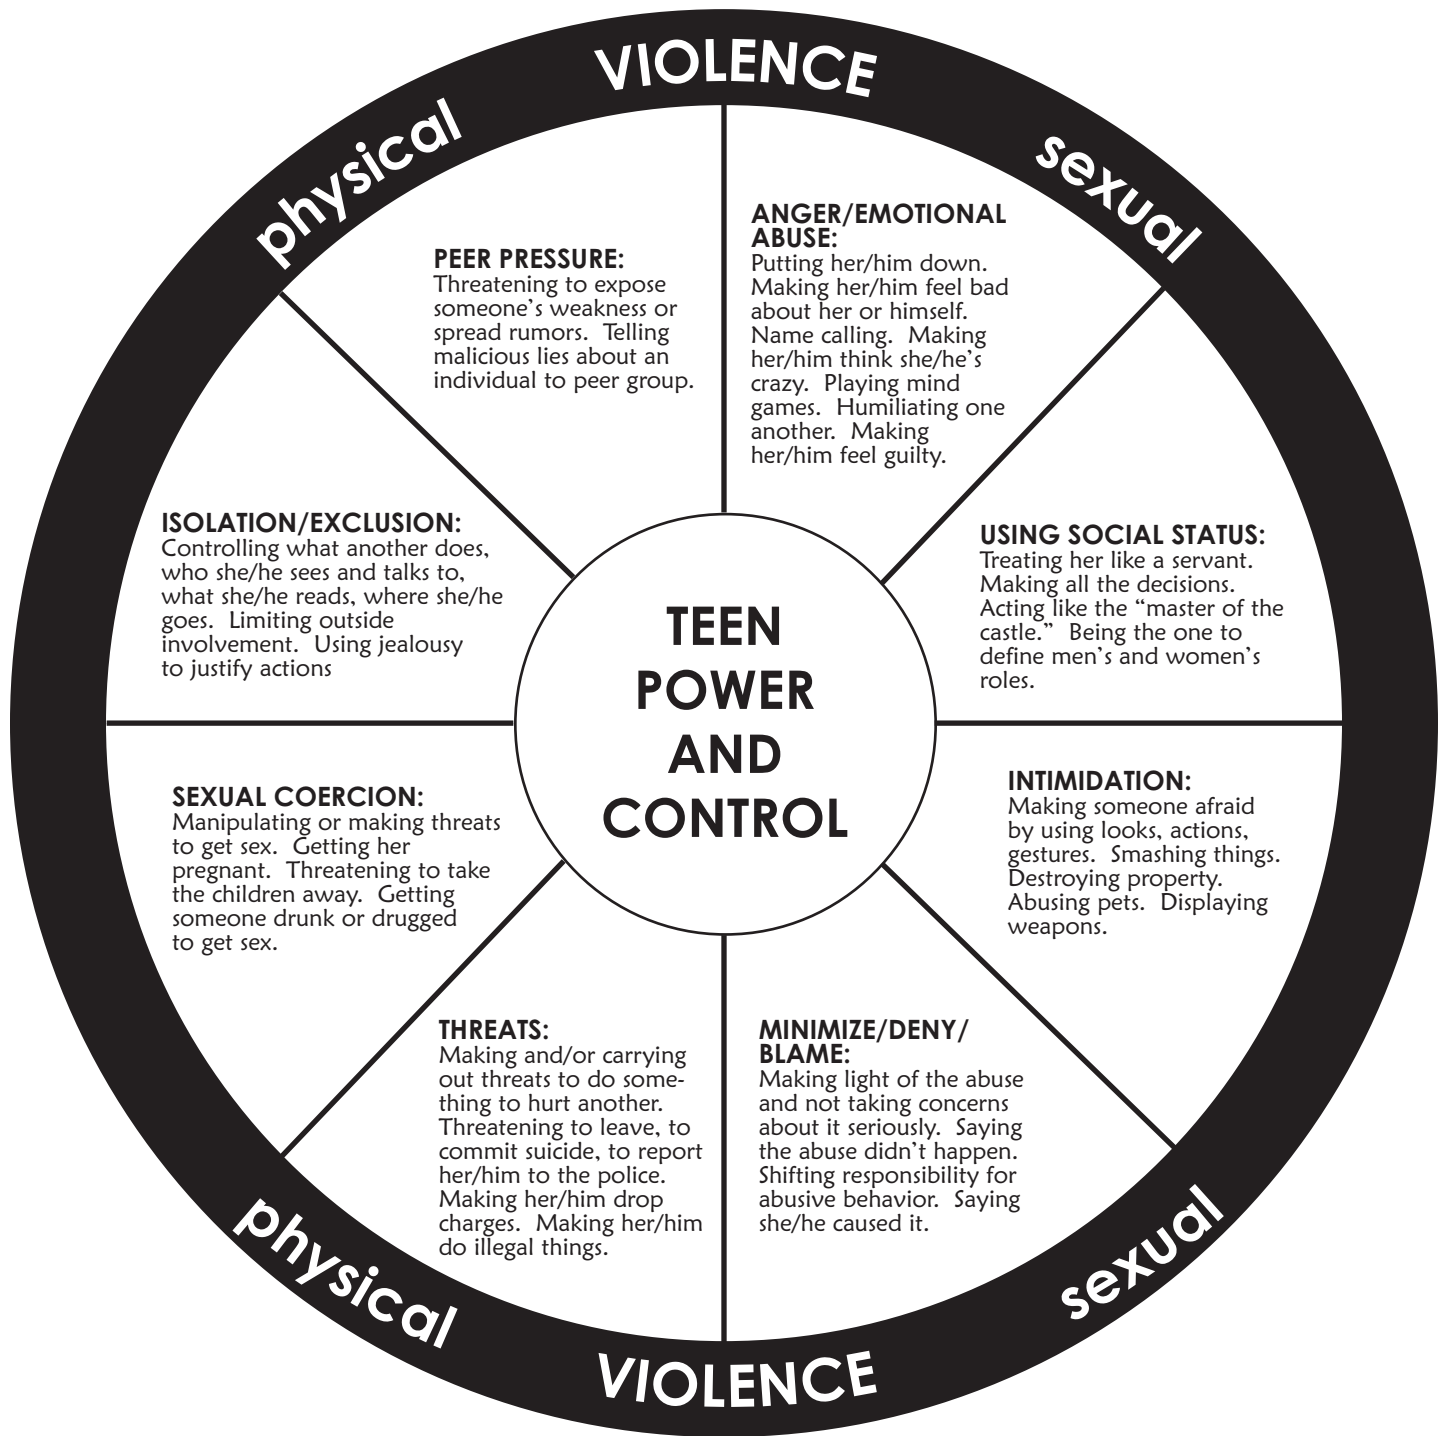 VIOLENCE
physical
sexual
PEER PRESSURE:
Threatening to expose
someone's weakness or
spread rumors.  Telling
malicious lies about an
individual to peer group.
ANGER/EMOTIONAL
ABUSE:
Putting her/him down.
Making her/him feel bad
about her or himself.
Name calling.  Making
her/him think she/he's
crazy.  Playing mind
games.  Humiliating one
another.  Making
her/him feel guilty.
ISOLATION/EXCLUSION:
Controlling what another does,
who she/he sees and talks to,
what she/he reads, where she/he
goes.  Limiting outside
involvement.  Using jealousy
to justify actions
USING SOCIAL STATUS:
Treating her like a servant.
Making all the decisions.
Acting like the “master of the
castle.”  Being the one to
define men's and women's
roles.
TEEN
POWER
AND
CONTROL
SEXUAL COERCION:
Manipulating or making threats
to get sex.  Getting her
pregnant.  Threatening to take
the children away.  Getting
someone drunk or drugged
to get sex.
INTIMIDATION:
Making someone afraid
by using looks, actions,
gestures.  Smashing things.
Destroying property.
Abusing pets.  Displaying
weapons.
THREATS:
Making and/or carrying
out threats to do some-
thing to hurt another.
Threatening to leave, to
commit suicide, to report
her/him to the police.
Making her/him drop
charges.  Making her/him
do illegal things.
MINIMIZE/DENY/
BLAME:
Making light of the abuse
and not taking concerns
about it seriously.  Saying
the abuse didn't happen.
Shifting responsibility for
abusive behavior.  Saying
she/he caused it.
physical
sexual
VIOLENCE